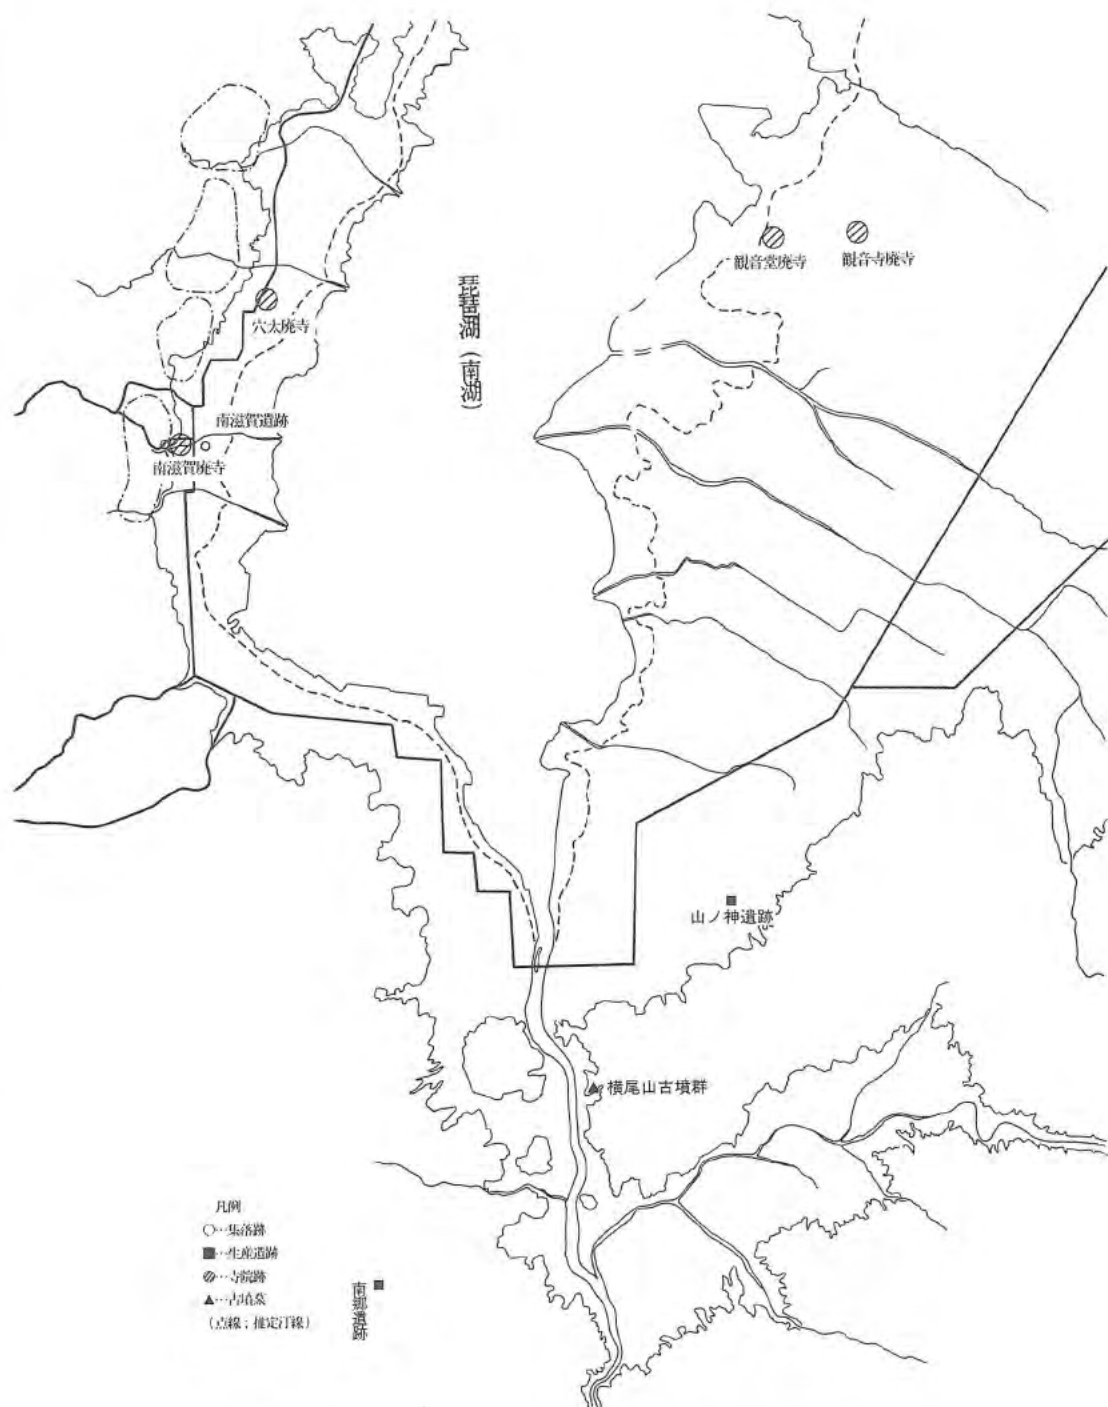 観音堂廃寺
観音寺廃寺
琵琶湖（南湖）
穴太廃寺
南滋賀遺跡
南滋賀廃寺
山ノ神遺跡
横尾山古墳群
凡例
○…集落跡
■…生産遺跡
◍…寺院跡
▲…古墳墓
（点線；推定汀線）
南郷遺跡